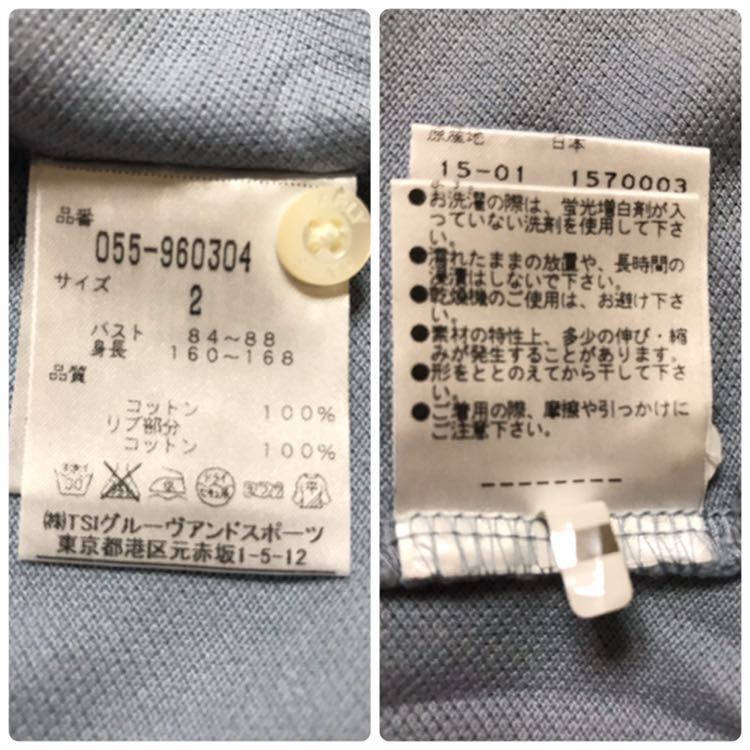 品番
055-960304
サイズ
2
バスト 84~88
身長 160~168
品質
コットン 100%
リブ部分
コットン 100%
㈱TSIグルーヴアンドスポーツ
東京都港区元赤坂1-5-12
原産地 日本
15-01 1570003
●お洗濯の際は、蛍光増白剤が入
っていない洗剤を使用して下さ
い。
●濡れたままの放置や、長時間の
浸漬はしないで下さい。
●乾燥機のご使用は、お避け下さ
い。
●素材の特性上、多少の伸び・縮
みが発生することがあります。
●形をととのえてから干して下さ
い。
●ご着用の際、摩擦や引っかけに
ご注意下さい。